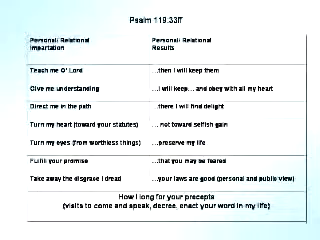 Psalm 119:33ff
Personal/ Relational Impartation
Personal/ Relational Results
Teach me O' Lord
...then I will keep them
Give me understanding
...I will keep... and obey with all my heart
Direct me in the path
...there I will find delight
Turn my heart (toward your statutes)
... not toward selfish gain
Turn my eyes (from worthless things)
...preserve my life
Fulfill your promise
...that you may be feared
Take away the disgrace I dread
...your laws are good (personal and public view)
How I long for your precepts
(visits to come and speak, decree, enact your word in my life)